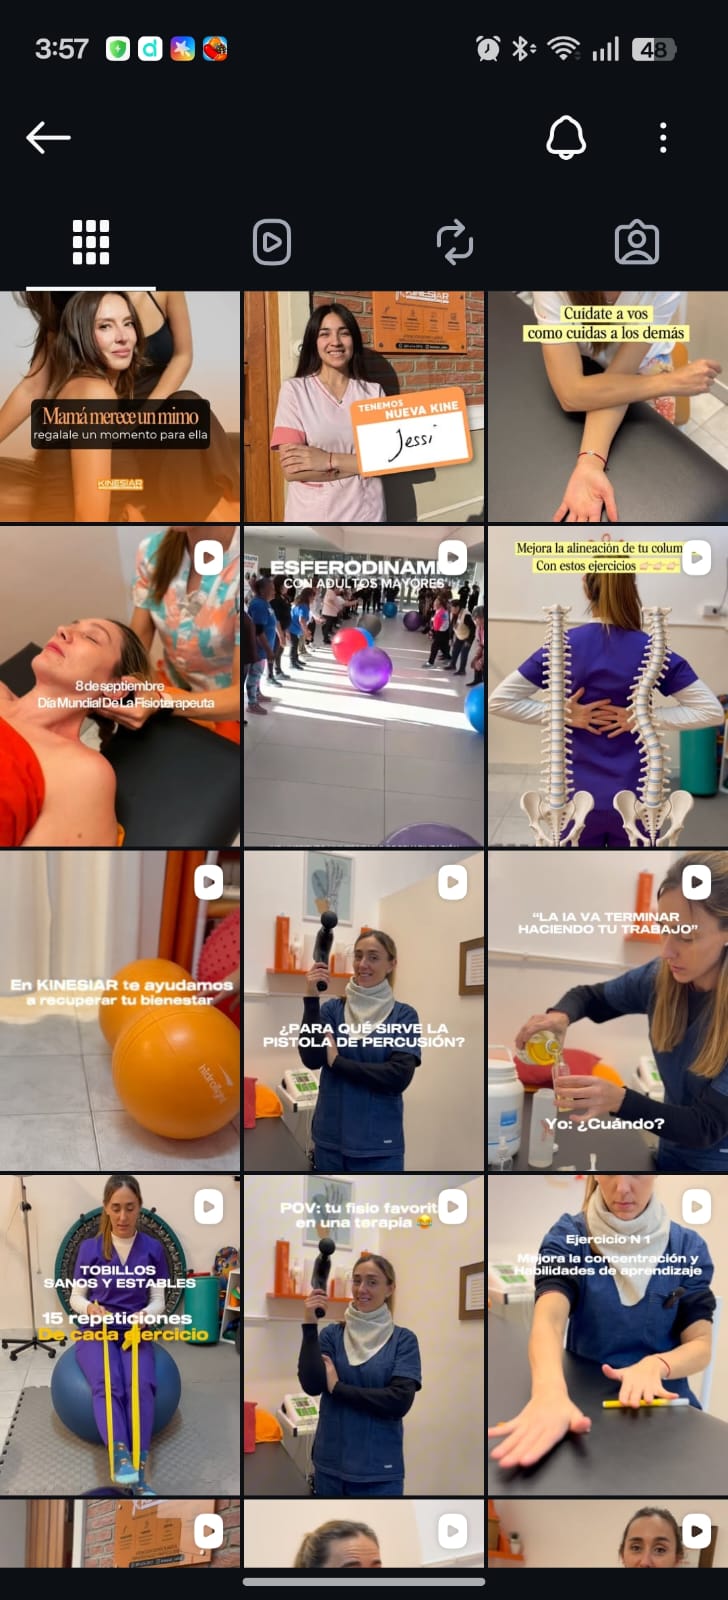 3:57
48
Mamá merece un mimo
regalale un momento para ella
KINESIAR
KINESIAR
TENEMOS
NUEVA KINE
Jessi
Cuídate a vos
como cuidas a los demás
8 de septiembre
Día Mundial De La Fisioterapeuta
ESFERODINAMI
CON ADULTOS MAYORES
Mejora la alineación de tu colum
Con estos ejercicios
En KINESIAR te ayudamos
a recuperar tu bienestar
¿PARA QUÉ SIRVE LA
PISTOLA DE PERCUSIÓN?
“LA IA VA TERMINAR
HACIENDO TU TRABAJO”
Yo: ¿Cuándo?
TOBILLOS
SANOS Y ESTABLES
15 repeticiones
De cada ejercicio
POV: tu fisio favorit
en una terapia 😂
Ejercicio N 1
Mejora la concentración y
Habilidades de aprendizaje